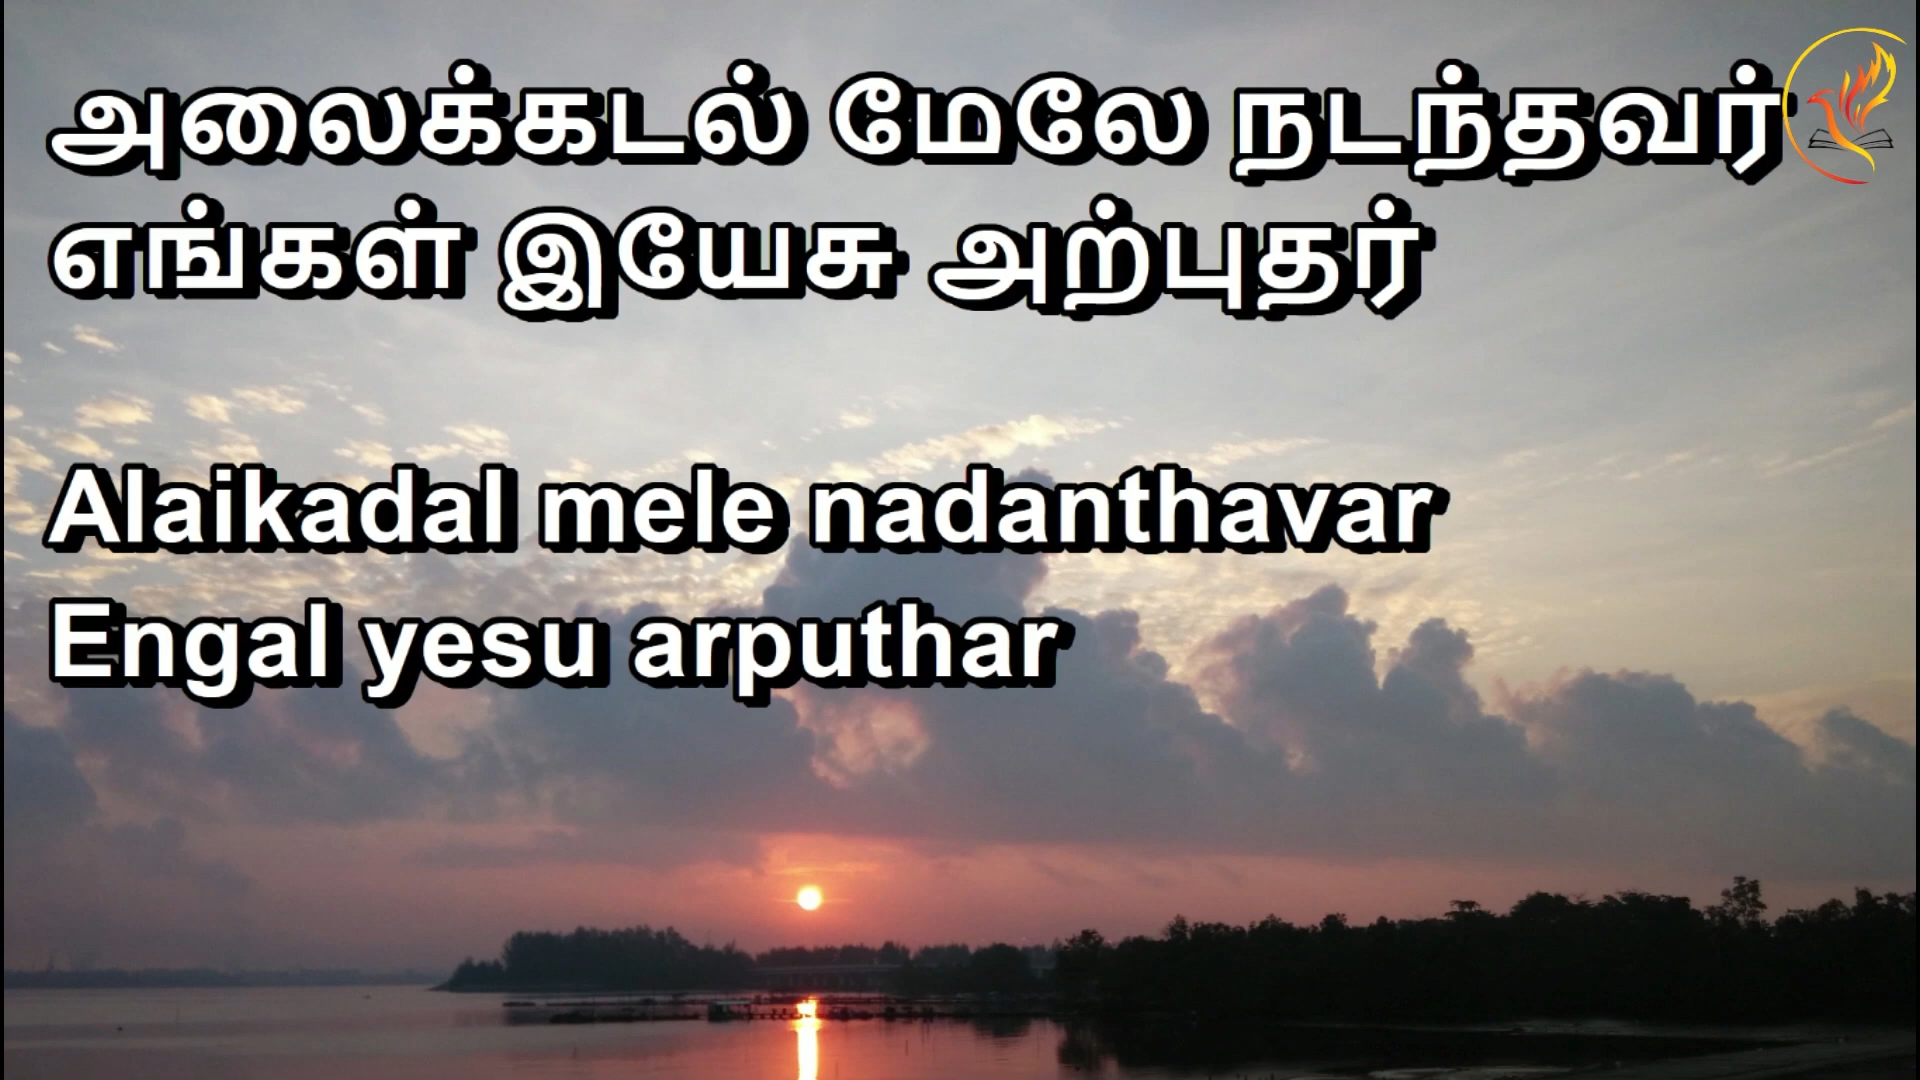 அலைக்கடல் மேலே நடந்தவர்
எங்கள் இயேசு அற்புதர்
Alaikadal mele nadanthavar
Engal yesu arputhar